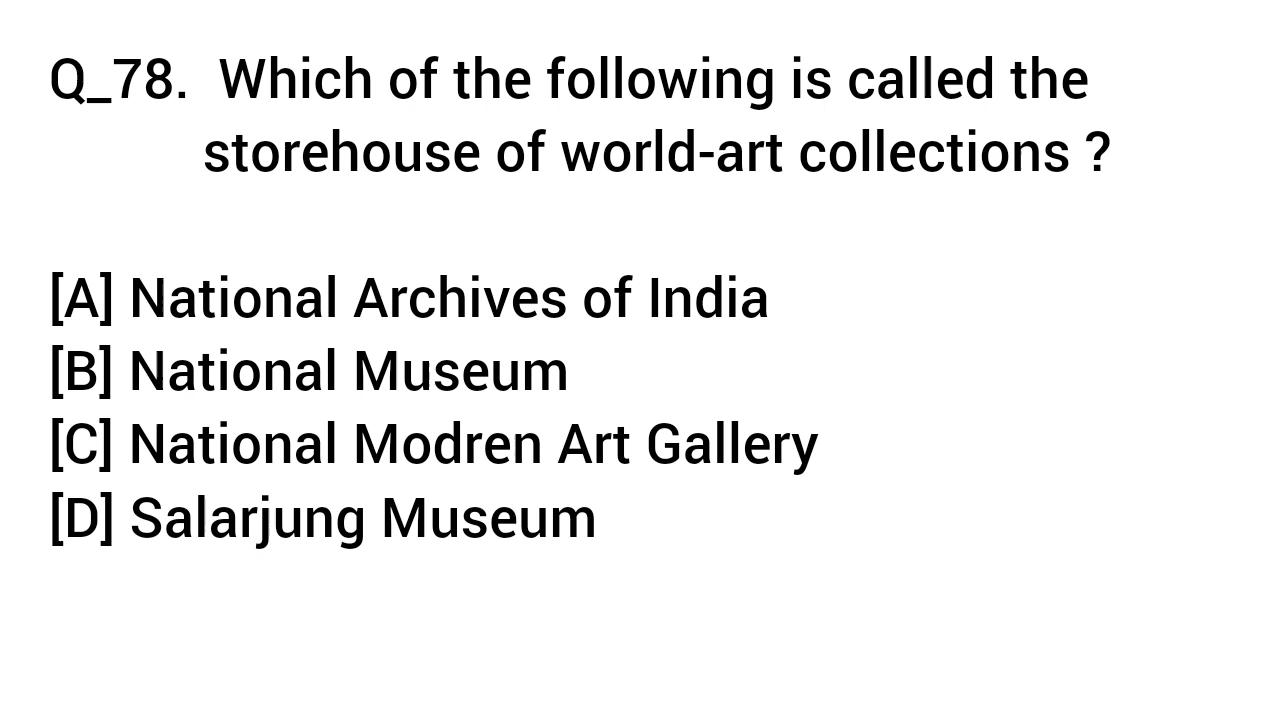 Q_78. Which of the following is called the
storehouse of world-art collections ?
[A] National Archives of India
[B] National Museum
[C] National Modren Art Gallery
[D] Salarjung Museum